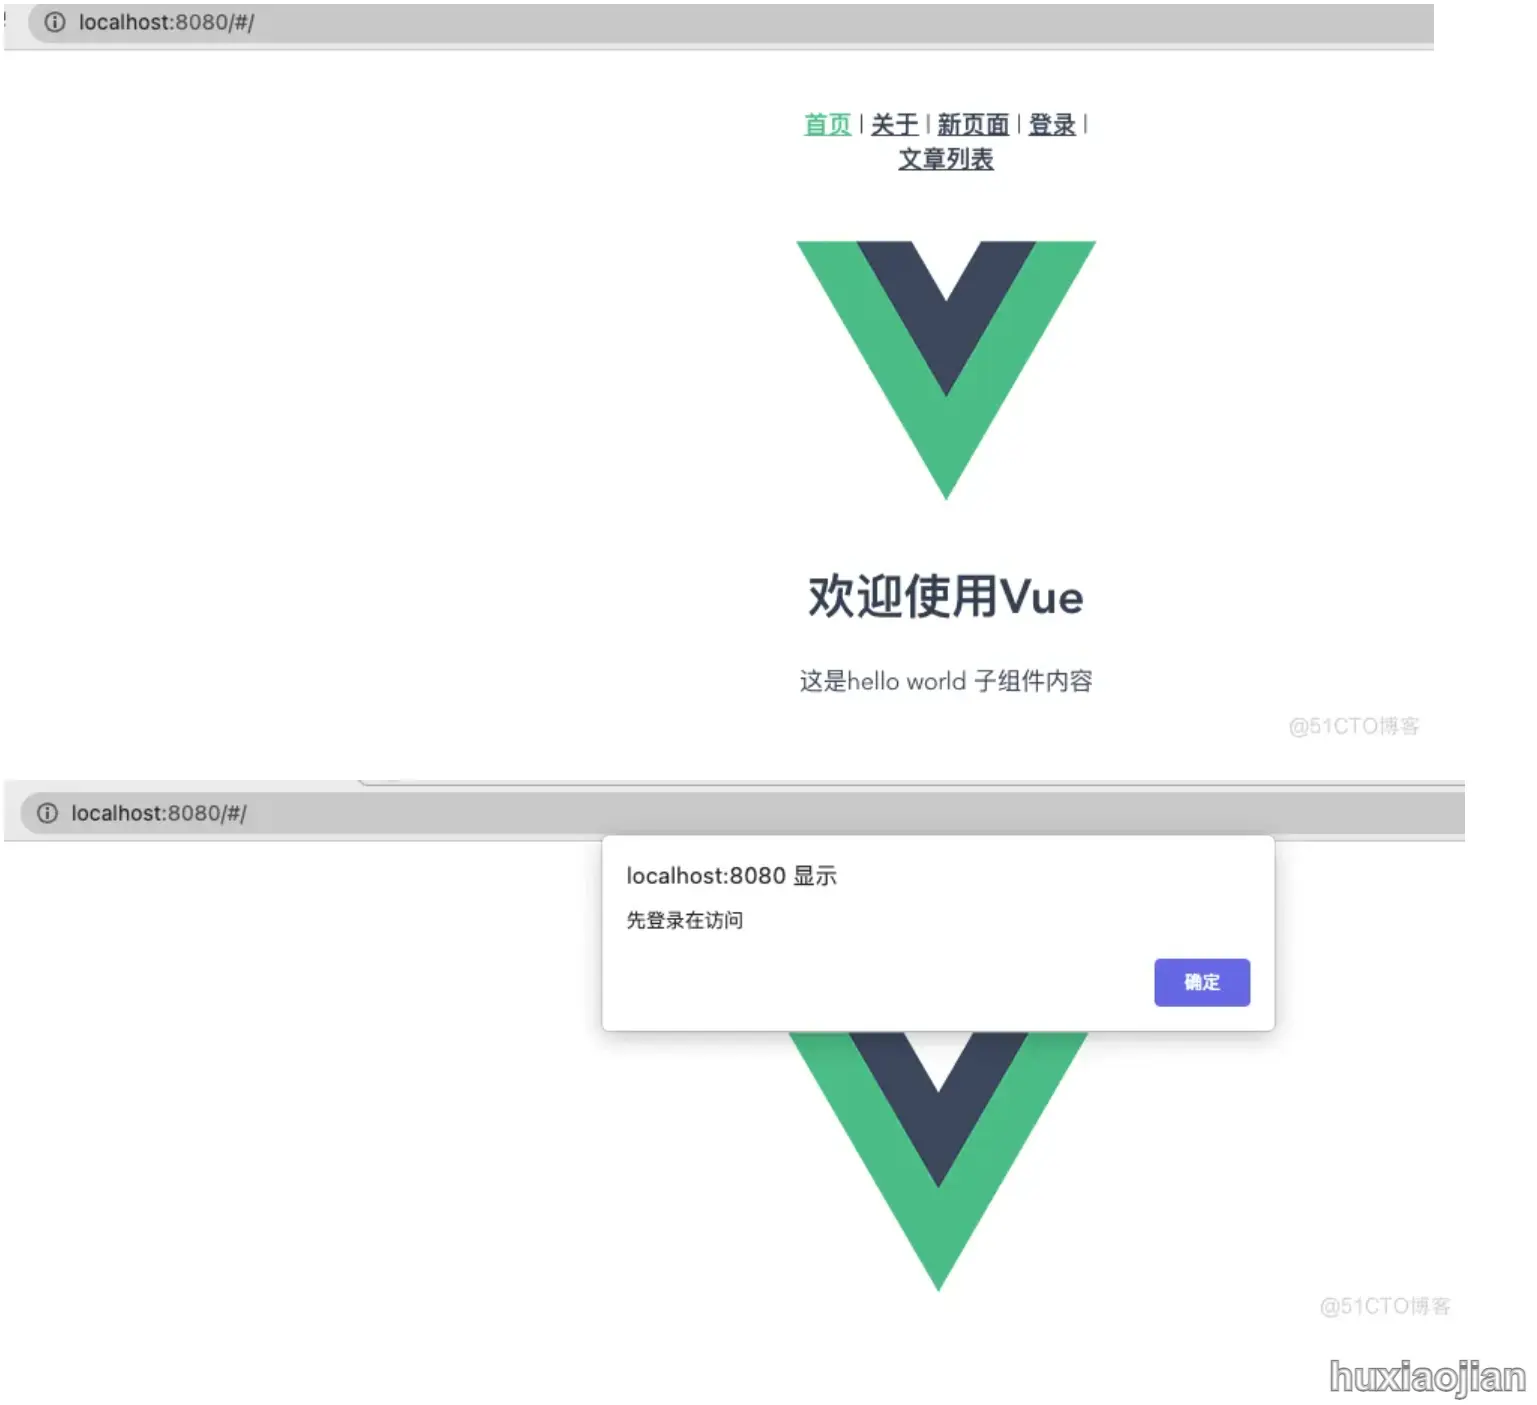 localhost:8080/#/
首页 | 关于 | 新页面 | 登录 |
文章列表
欢迎使用Vue
这是hello world 子组件内容
@51CTO博客
localhost:8080/#/
localhost:8080 显示
先登录在访问
确定
@51CTO博客
huxiaojian